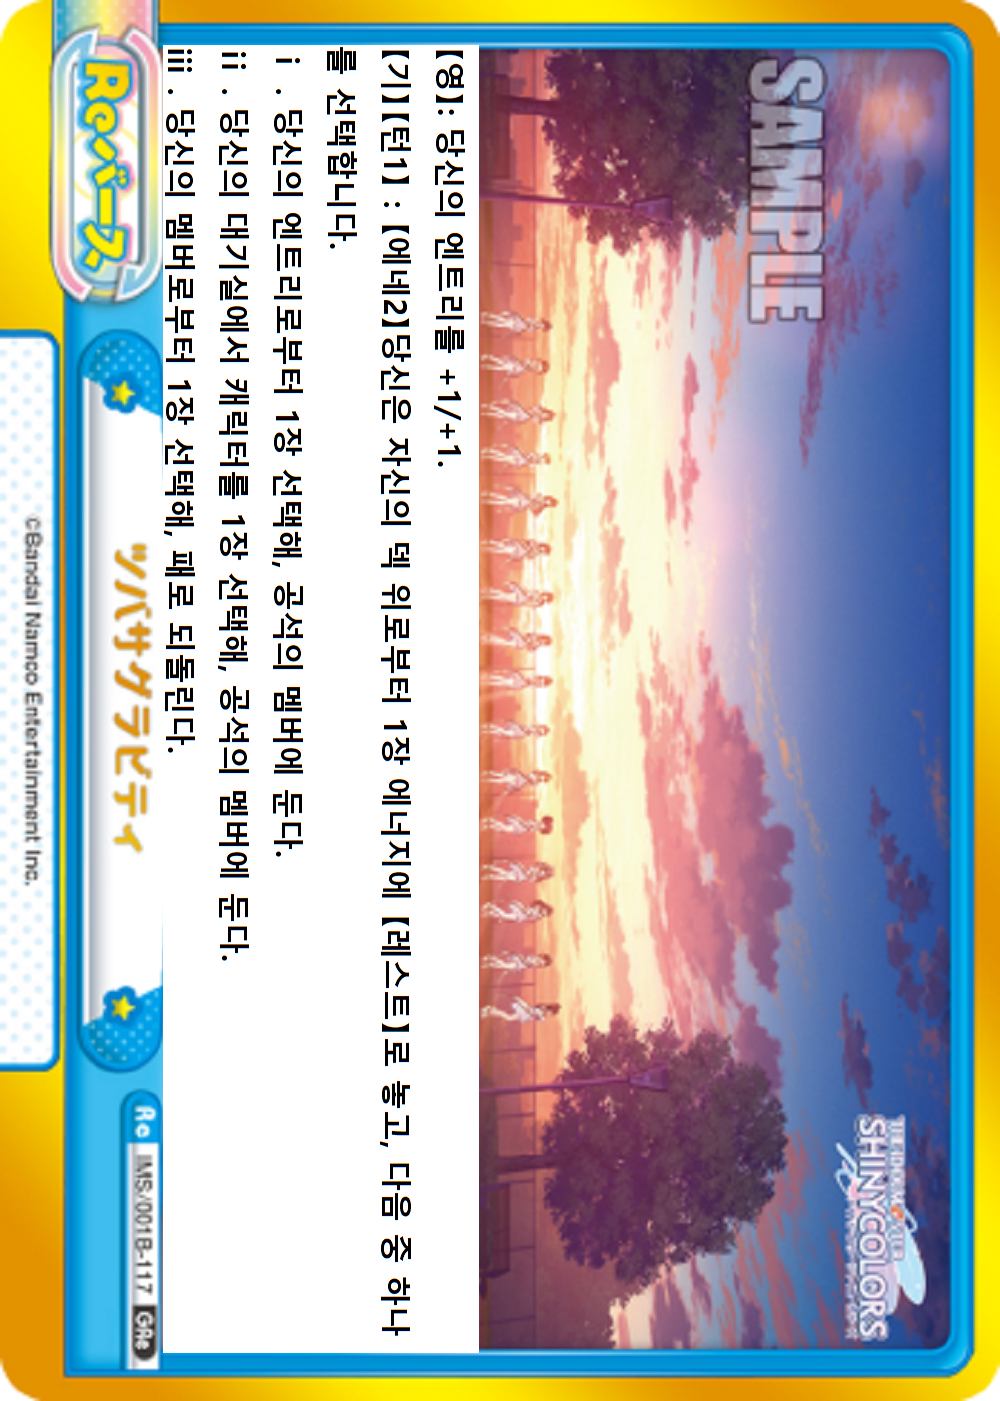 SAMPLE
THE IDOLM@STER
SHINYCOLORS
【영】: 당신의 엔트리를 +1/+1.
【기】【턴1】 : 【에네2】당신은 자신의 덱 위로부터 1장 에너지에 【레스트】로 놓고, 다음 중 하나
를 선택합니다.
ⅰ . 당신의 엔트리로부터 1장 선택해, 공석의 멤버에 둔다.
ⅱ . 당신의 대기실에서 캐릭터를 1장 선택해, 공석의 멤버에 둔다.
ⅲ . 당신의 멤버로부터 1장 선택해, 패로 되돌린다.
Reバース
ツバサグラビティ
Re IMS/001B-117 GRe
©Bandai Namco Entertainment Inc.